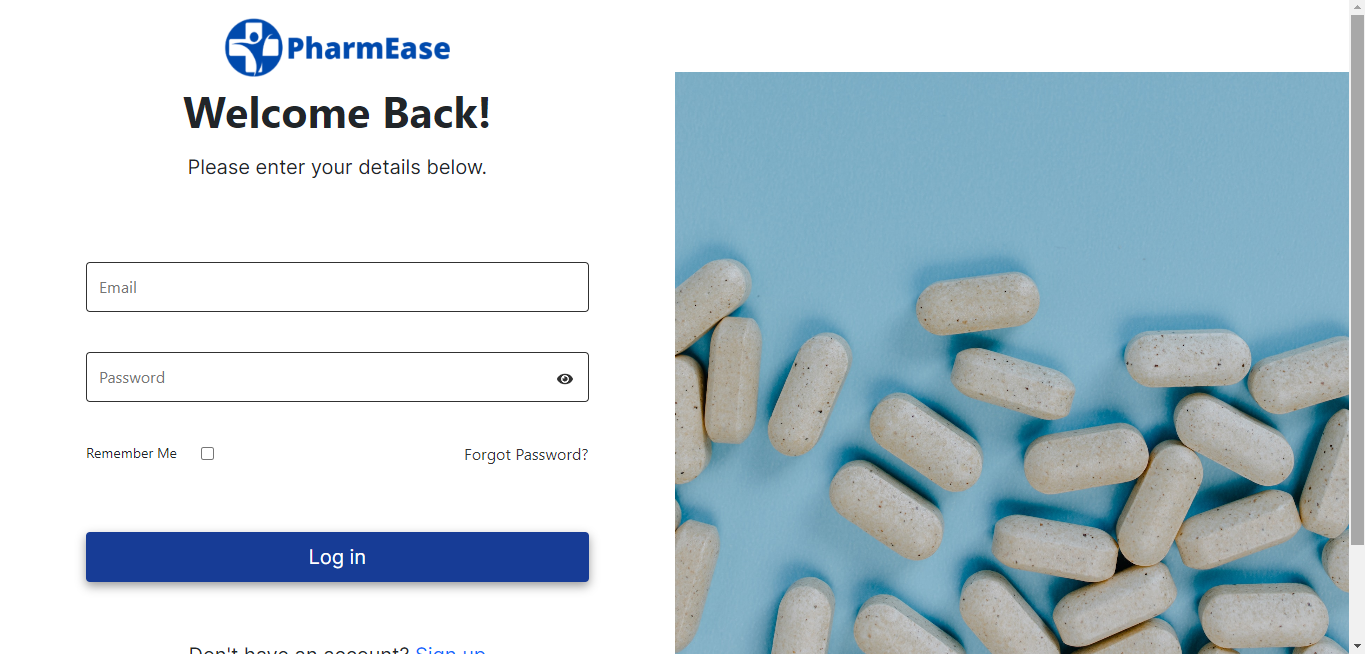 PharmEase
Welcome Back!
Please enter your details below.
Email
Password
Remember Me
Forgot Password?
Log in
Don't have an account? Sign up